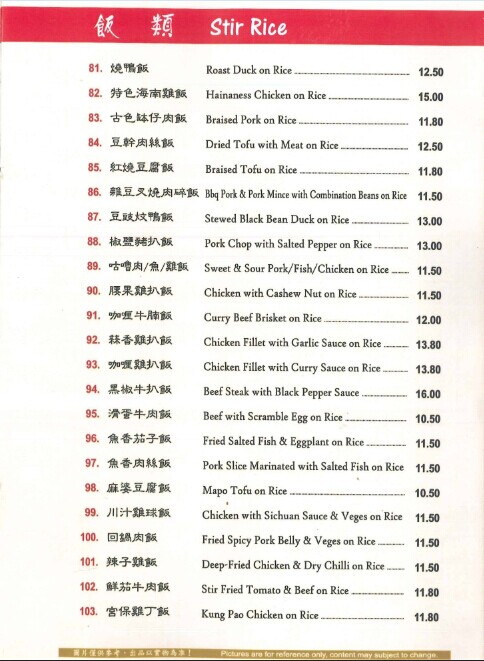 飯 類 Stir Rice
81. 燒鴨飯 Roast Duck on Rice 12.50
82. 特色海南雞飯 Hainaness Chicken on Rice 15.00
83. 古色缽仔肉飯 Braised Pork on Rice 11.80
84. 豆幹肉絲飯 Dried Tofu with Meat on Rice 12.50
85. 紅燒豆腐飯 Braised Tofu on Rice 11.80
86. 雜豆叉燒肉碎飯 Bbq Pork & Pork Mince with Combination Beans on Rice 11.50
87. 豆豉炆鴨飯 Stewed Black Bean Duck on Rice 13.00
88. 椒鹽豬扒飯 Pork Chop with Salted Pepper on Rice 13.00
89. 咕嚕肉/魚/雞飯 Sweet & Sour Pork/Fish/Chicken on Rice 11.50
90. 腰果雞扒飯 Chicken with Cashew Nut on Rice 11.50
91. 咖喱牛腩飯 Curry Beef Brisket on Rice 12.00
92. 蒜香雞扒飯 Chicken Fillet with Garlic Sauce on Rice 13.80
93. 咖喱雞扒飯 Chicken Fillet with Curry Sauce on Rice 13.80
94. 黑椒牛扒飯 Beef Steak with Black Pepper Sauce 16.00
95. 滑蛋牛肉飯 Beef with Scramble Egg on Rice 10.50
96. 魚香茄子飯 Fried Salted Fish & Eggplant on Rice 11.50
97. 魚香肉絲飯 Pork Slice Marinated with Salted Fish on Rice 11.50
98. 麻婆豆腐飯 Mapo Tofu on Rice 10.50
99. 川汁雞球飯 Chicken with Sichuan Sauce & Veges on Rice 11.50
100. 回鍋肉飯 Fried Spicy Pork Belly & Veges on Rice 11.50
101. 辣子雞飯 Deep-Fried Chicken & Dry Chilli on Rice 11.50
102. 鮮茄牛肉飯 Stir Fried Tomato & Beef on Rice 11.80
103. 宮保雞丁飯 Kung Pao Chicken on Rice 11.80
圖片僅供參考，出品以實物為準！ Pictures are for reference only, content may subject to change.